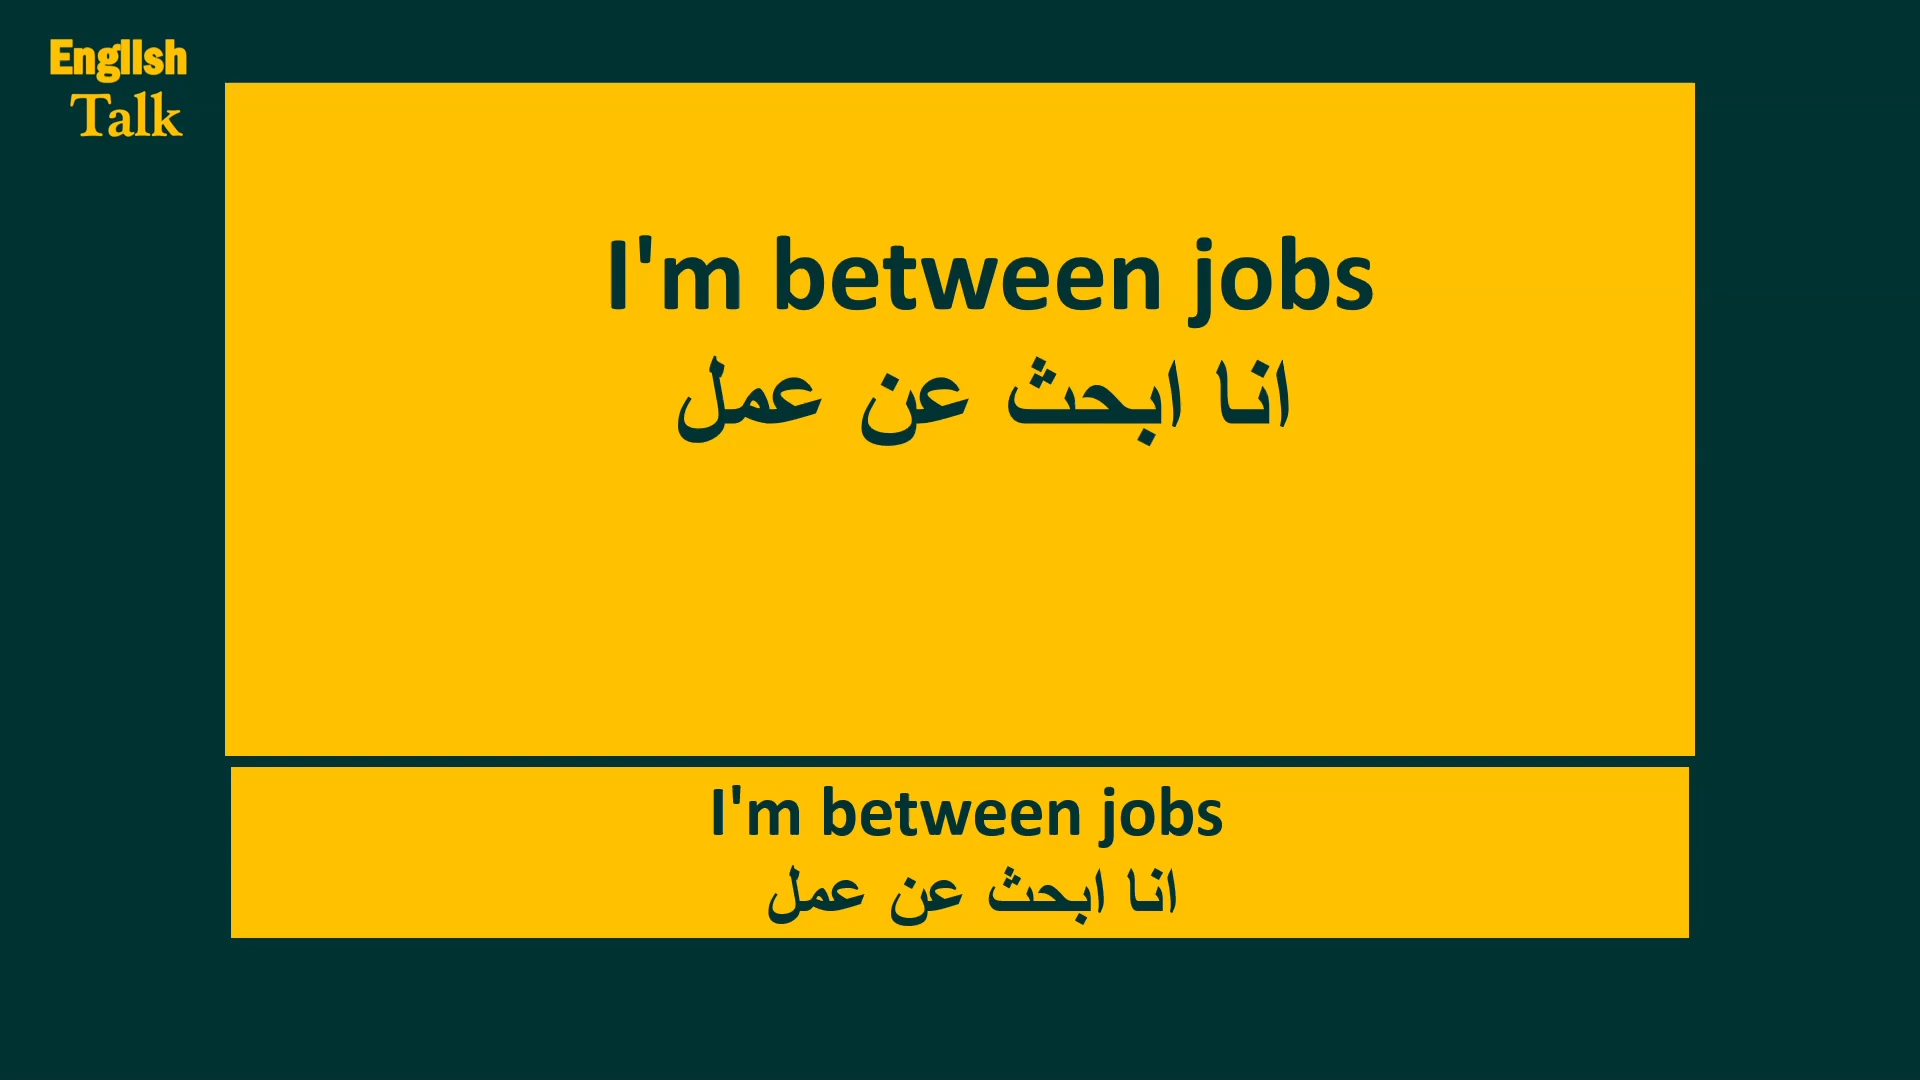 English
Talk
I'm between jobs
انا ابحث عن عمل
I'm between jobs
انا ابحث عن عمل